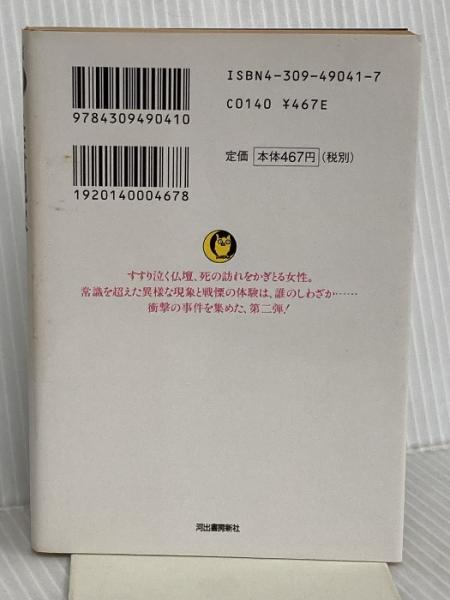 ISBN4-309-49041-7
9784309490410
C0140 ¥467E
定価 本体467円 (税別)
1920140004678
すすり泣く仏壇、死の訪れをかぎとる女性。
常識を超えた異様な現象と戦慄の体験は、誰のしわざか……
衝撃の事件を集めた、第二弾!
河出書房新社